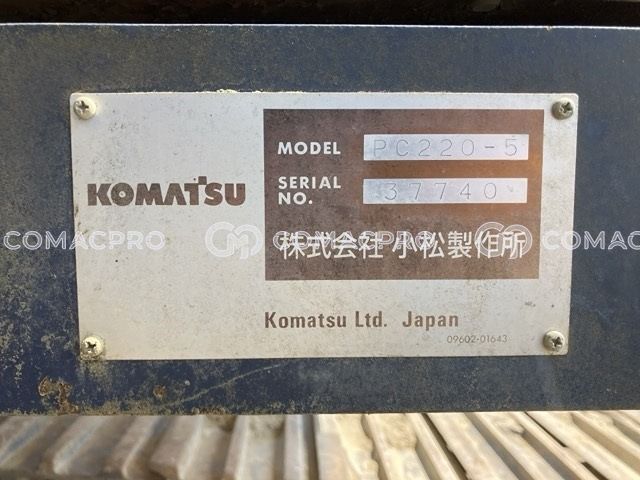 KOMATSU
MODEL PC220-5
SERIAL NO. 37740
株式会社 小松製作所
Komatsu Ltd. Japan
09602-01643
COMACPRO COMACPRO COMACPRO